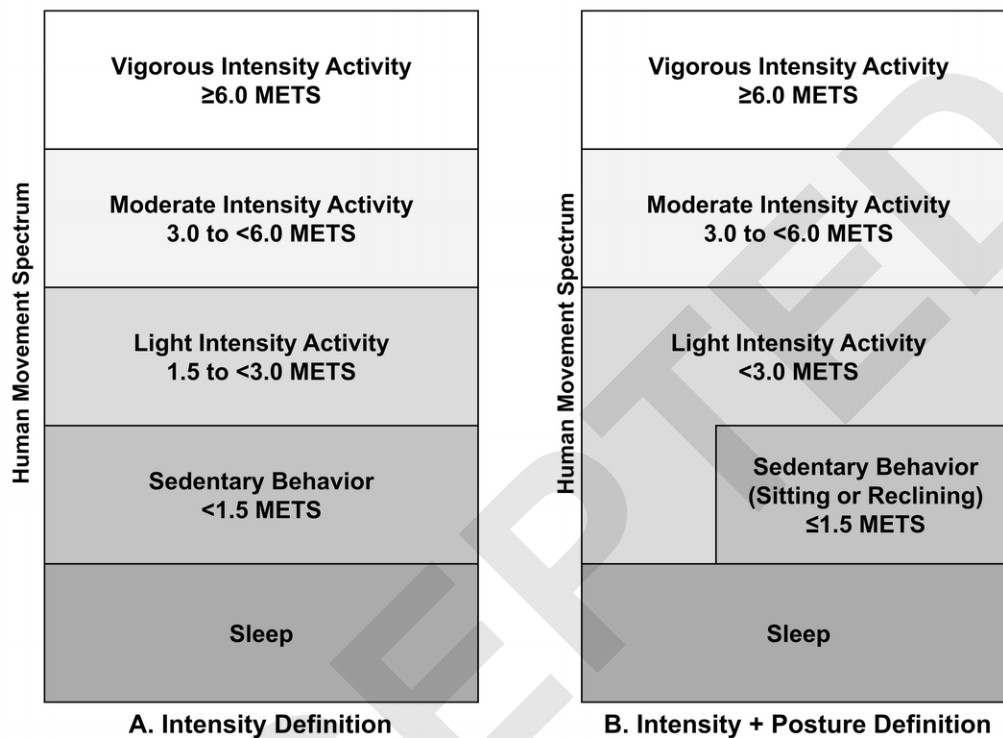 Human Movement Spectrum
Vigorous Intensity Activity
≥6.0 METS
Moderate Intensity Activity
3.0 to <6.0 METS
Light Intensity Activity
1.5 to <3.0 METS
Sedentary Behavior
<1.5 METS
Sleep
A. Intensity Definition
Human Movement Spectrum
Vigorous Intensity Activity
≥6.0 METS
Moderate Intensity Activity
3.0 to <6.0 METS
Light Intensity Activity
<3.0 METS
Sedentary Behavior
(Sitting or Reclining)
≤1.5 METS
Sleep
B. Intensity + Posture Definition